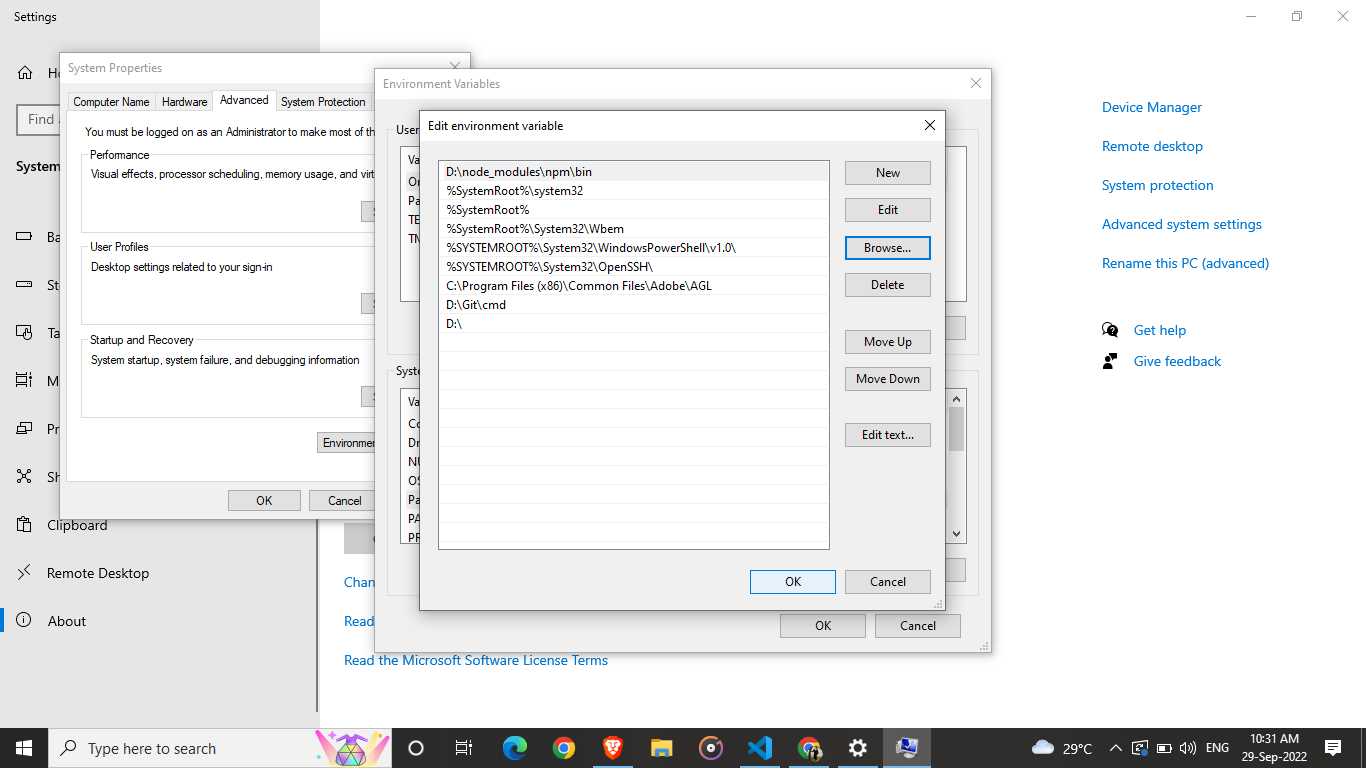 Settings
System Properties
Computer Name
Hardware
Advanced
System Protection
You must be logged on as an Administrator to make most of th
Performance
Visual effects, processor scheduling, memory usage, and virt
User Profiles
Desktop settings related to your sign-in
Startup and Recovery
System startup, system failure, and debugging information
Environmen
OK
Cancel
Environment Variables
User
Va
On
Pa
TE
TM
Syste
Va
Co
Dr
NU
OS
Pa
PA
PR
OK
Cancel
Edit environment variable
D:\node_modules\npm\bin
%SystemRoot%\system32
%SystemRoot%
%SystemRoot%\System32\Wbem
%SYSTEMROOT%\System32\WindowsPowerShell\v1.0\
%SYSTEMROOT%\System32\OpenSSH\
C:\Program Files (x86)\Common Files\Adobe\AGL
D:\Git\cmd
D:\
New
Edit
Browse...
Delete
Move Up
Move Down
Edit text...
OK
Cancel
Ho
Find a
System
Ba
St
Ta
M
Pr
Sh
Clipboard
Remote Desktop
About
Chan
Read
Read the Microsoft Software License Terms
Device Manager
Remote desktop
System protection
Advanced system settings
Rename this PC (advanced)
Get help
Give feedback
Type here to search
29°C
ENG
10:31 AM
29-Sep-2022